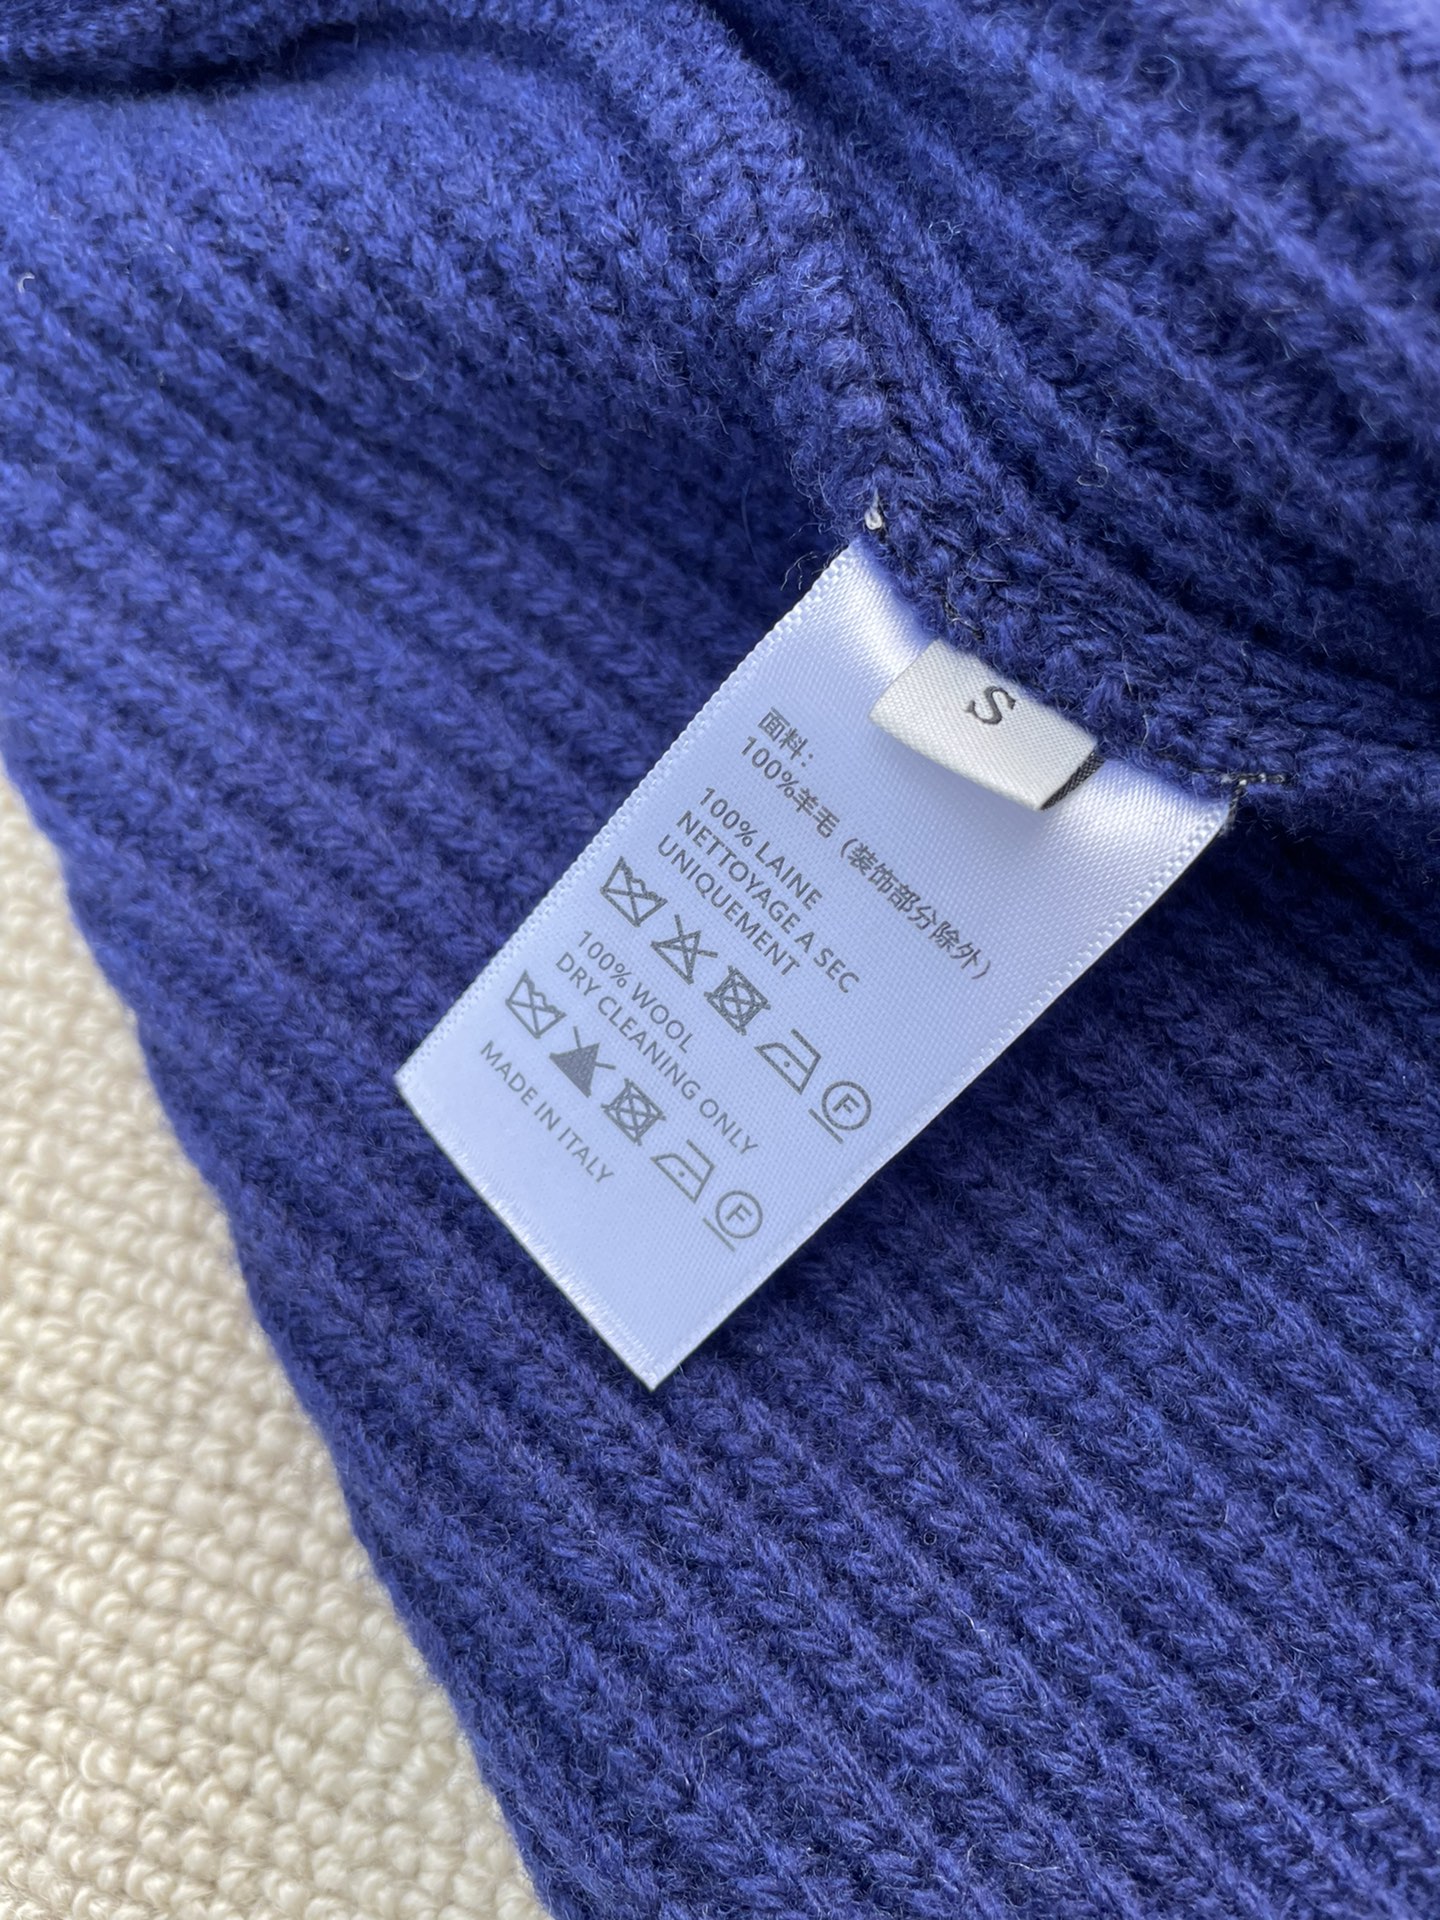 S
面料：
100%羊毛（装饰部分除外）
100% LAINE
NETTOYAGE A SEC
UNIQUEMENT
F
100% WOOL
DRY CLEANING ONLY
F
MADE IN ITALY